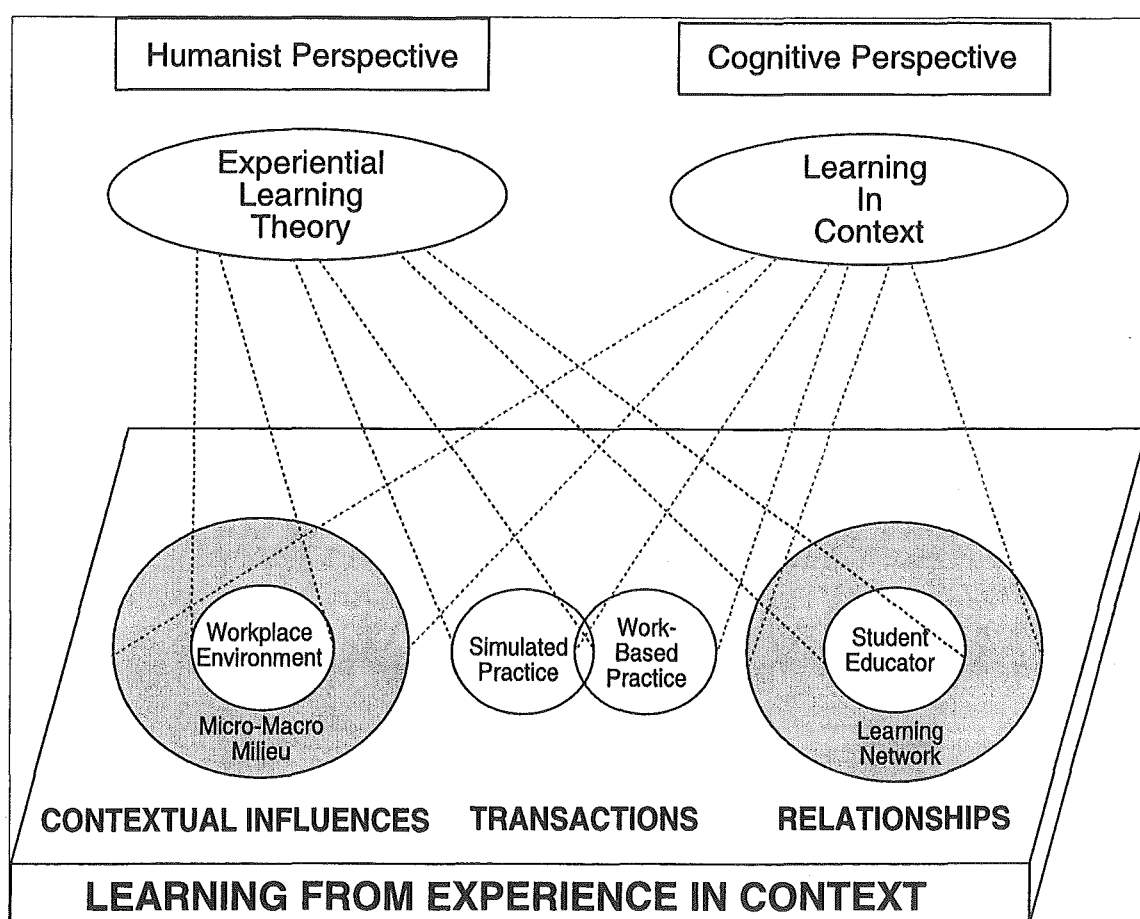 Humanist Perspective
Cognitive Perspective
Experiential
Learning
Theory
Learning
In
Context
Workplace
Environment
Micro-Macro
Milieu
Simulated
Practice
Work-
Based
Practice
Student
Educator
Learning
Network
CONTEXTUAL INFLUENCES
TRANSACTIONS
RELATIONSHIPS
LEARNING FROM EXPERIENCE IN CONTEXT